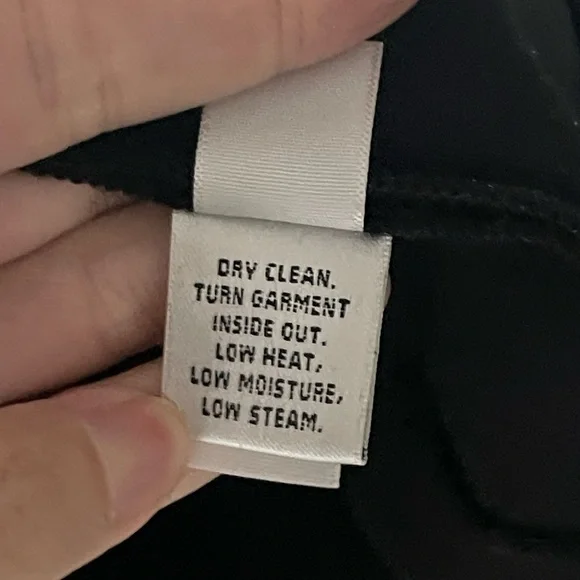 DRY CLEAN.
TURN GARMENT
INSIDE OUT.
LOW HEAT,
LOW MOISTURE,
LOW STEAM.